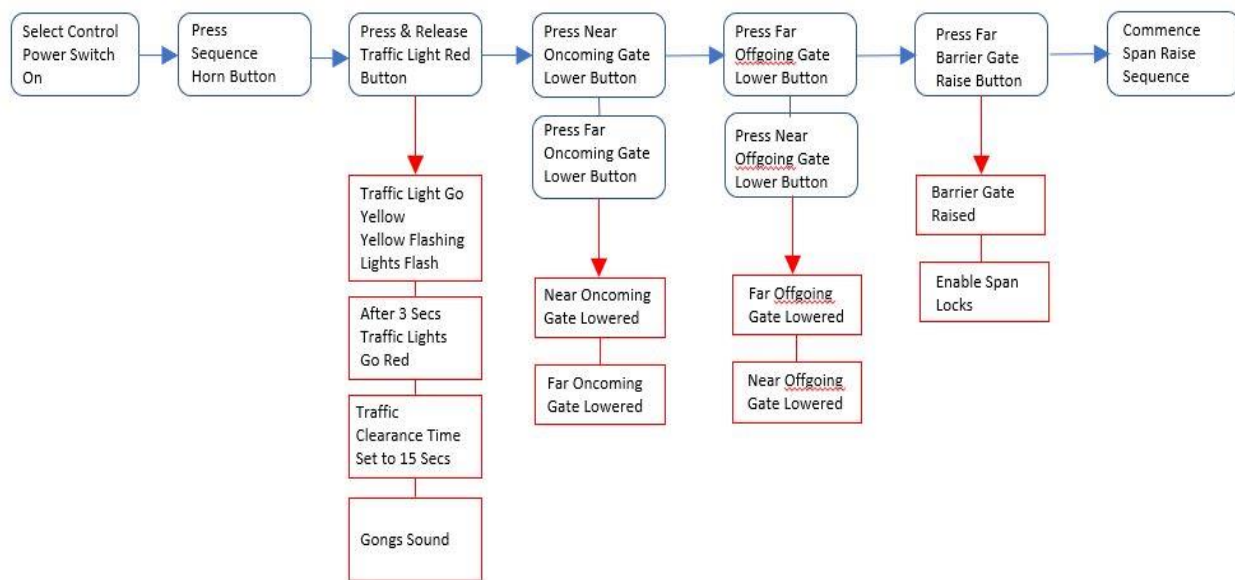 Select Control
Power Switch
On
Press
Sequence
Horn Button
Press & Release
Traffic Light Red
Button
Press Near
Oncoming Gate
Lower Button
Press Far
Offgoing Gate
Lower Button
Press Far
Barrier Gate
Raise Button
Commence
Span Raise
Sequence
Press Far
Oncoming Gate
Lower Button
Press Near
Offgoing Gate
Lower Button
Traffic Light Go
Yellow
Yellow Flashing
Lights Flash
After 3 Secs
Traffic Lights
Go Red
Traffic
Clearance Time
Set to 15 Secs
Gongs Sound
Near Oncoming
Gate Lowered
Far Oncoming
Gate Lowered
Far Offgoing
Gate Lowered
Near Offgoing
Gate Lowered
Barrier Gate
Raised
Enable Span
Locks